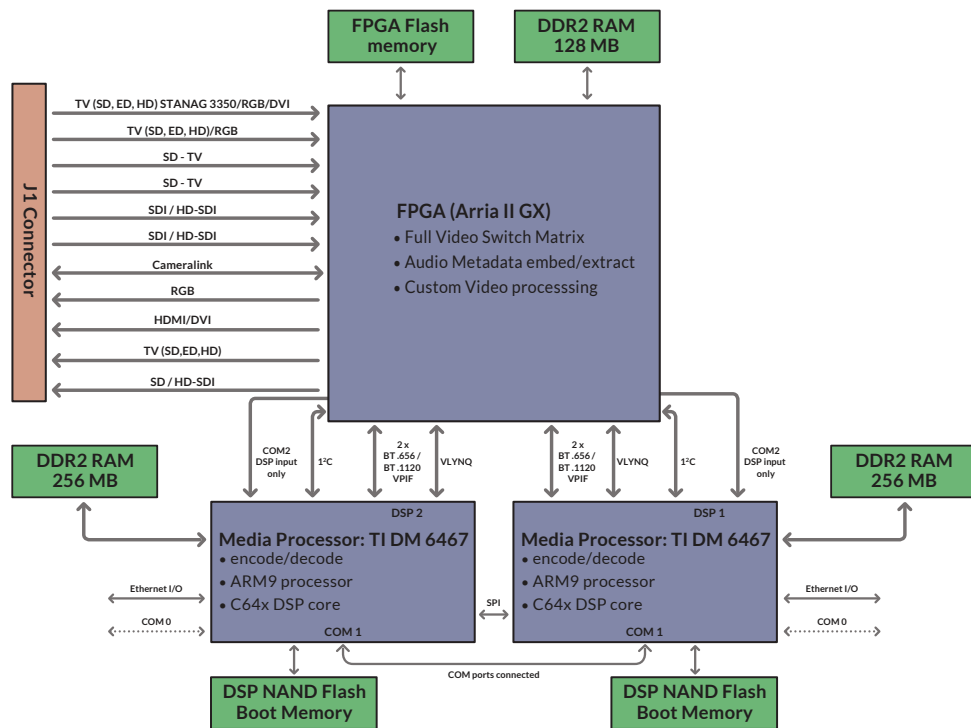 FPGA Flash
memory
DDR2 RAM
128 MB
J1 Connector
TV (SD, ED, HD) STANAG 3350/RGB/DVI
TV (SD, ED, HD)/RGB
SD - TV
SD - TV
SDI / HD-SDI
SDI / HD-SDI
Cameralink
RGB
HDMI/DVI
TV (SD,ED,HD)
SD / HD-SDI
FPGA (Arria II GX)
• Full Video Switch Matrix
• Audio Metadata embed/extract
• Custom Video processsing
COM2
DSP input
only
1²C
2 x
BT .656 /
BT .1120
VPIF
VLYNQ
2 x
BT .656 /
BT .1120
VPIF
VLYNQ
1²C
COM2
DSP input
only
DDR2 RAM
256 MB
DDR2 RAM
256 MB
DSP 2
Media Processor: TI DM 6467
• encode/decode
• ARM9 processor
• C64x DSP core
COM 1
DSP 1
Media Processor: TI DM 6467
• encode/decode
• ARM9 processor
• C64x DSP core
COM 1
Ethernet I/O
COM 0
SPI
Ethernet I/O
COM 0
COM ports connected
DSP NAND Flash
Boot Memory
DSP NAND Flash
Boot Memory